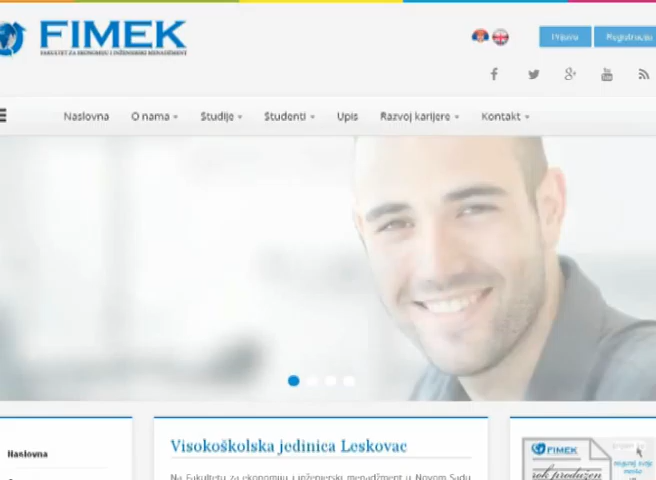 FIMEK
FAKULTET ZA EKONOMIJU I INŽENJERSKI MENADŽMENT
Prijava
Registracija
Naslovna
O nama
Studije
Studenti
Upis
Razvoj karijere
Kontakt
Naslovna
Visokoškolska jedinica Leskovac
Na Fakultetu za ekonomiju i inženjerski menadžment u Novom Sadu
FIMEK
rok produžen